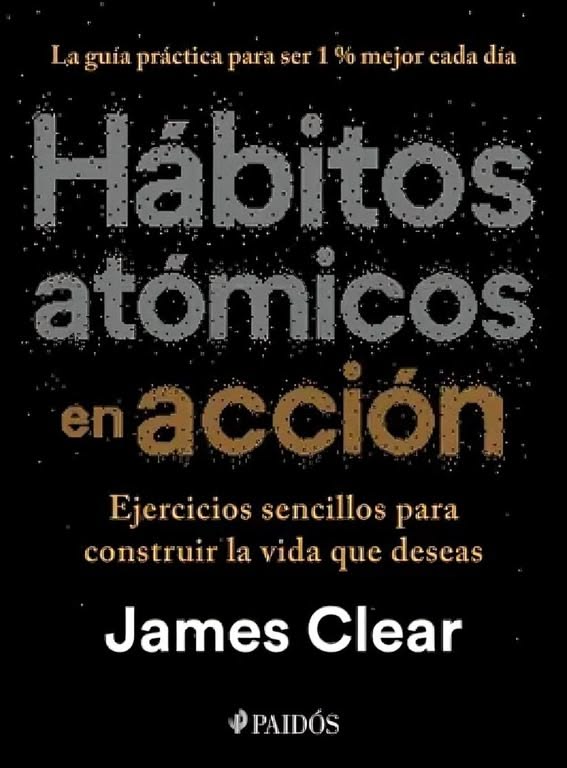 La guía práctica para ser 1 % mejor cada día
Hábitos
atómicos
en acción
Ejercicios sencillos para
construir la vida que deseas
James Clear
PAIDÓS